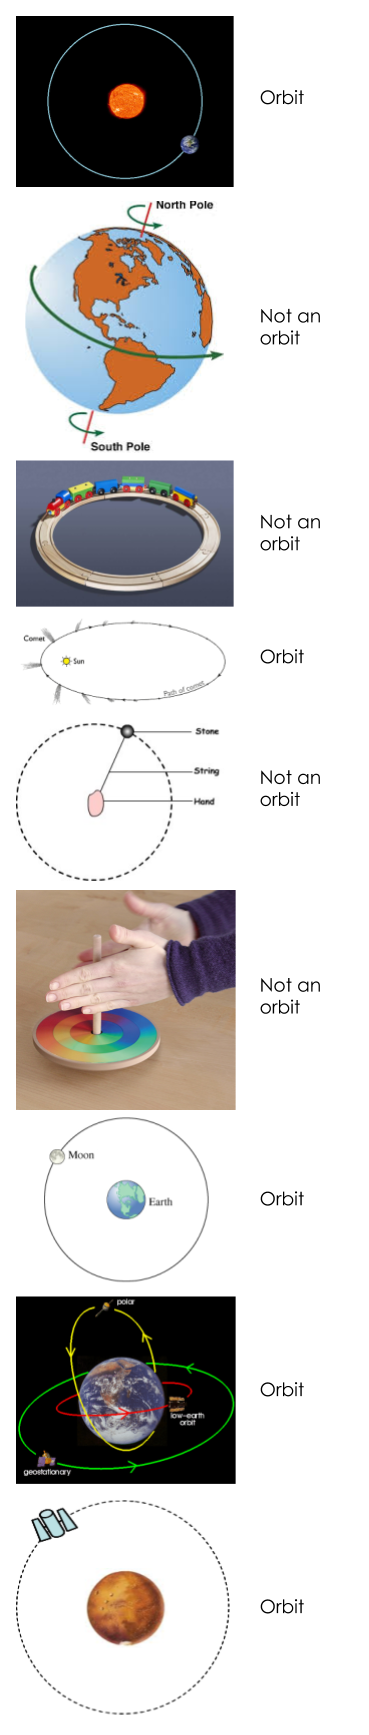 Orbit
North Pole
Not an
orbit
South Pole
Not an
orbit
Comet
Sun
Orbit
Path of comet
Stone
String
Not an
orbit
Hand
Not an
orbit
Moon
Earth
Orbit
polar
Orbit
low-earth
orbit
geostationary
Orbit